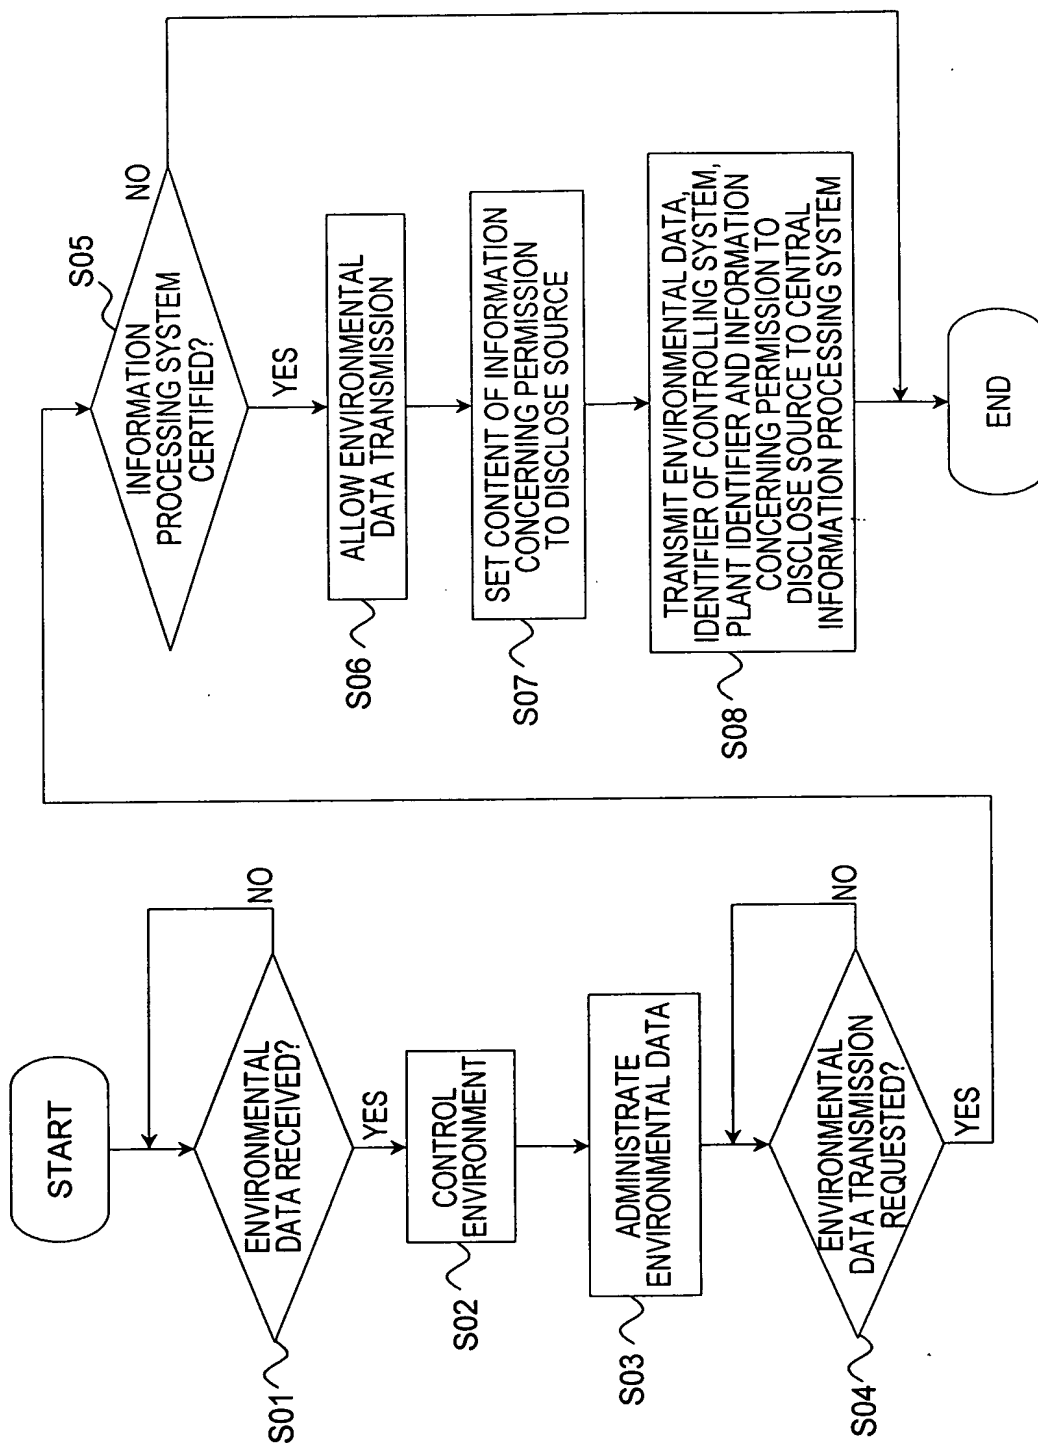 START
S01
ENVIRONMENTAL
DATA RECEIVED?
NO
YES
S02
CONTROL
ENVIRONMENT
S03
ADMINISTRATE
ENVIRONMENTAL DATA
S04
ENVIRONMENTAL
DATA TRANSMISSION
REQUESTED?
NO
YES
S05
INFORMATION
PROCESSING SYSTEM
CERTIFIED?
NO
YES
S06
ALLOW ENVIRONMENTAL
DATA TRANSMISSION
S07
SET CONTENT OF INFORMATION
CONCERNING PERMISSION
TO DISCLOSE SOURCE
S08
TRANSMIT ENVIRONMENTAL DATA,
IDENTIFIER OF CONTROLLING SYSTEM,
PLANT IDENTIFIER AND INFORMATION
CONCERNING PERMISSION TO
DISCLOSE SOURCE TO CENTRAL
INFORMATION PROCESSING SYSTEM
END